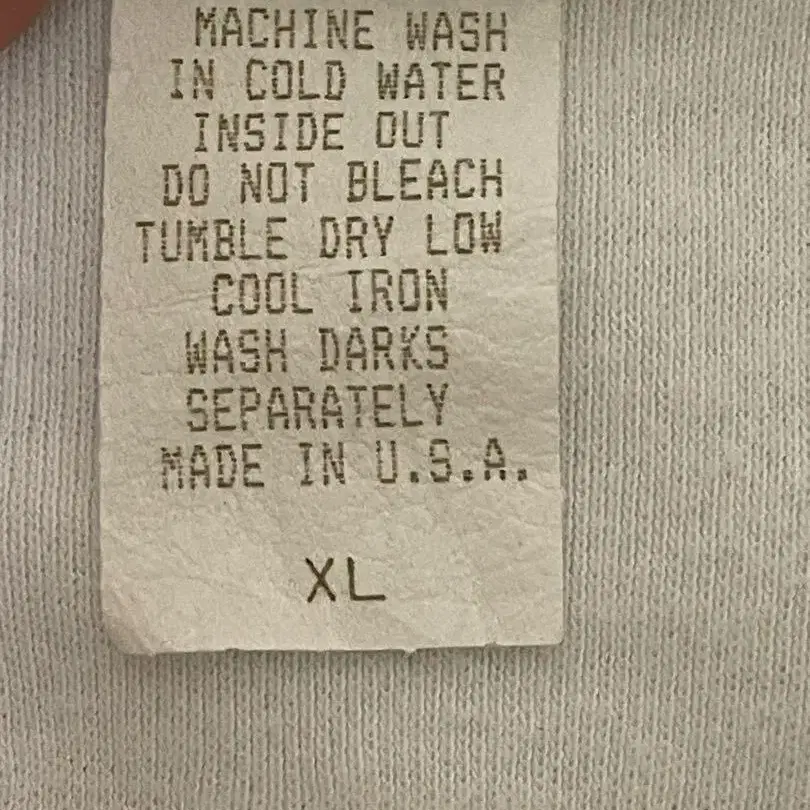 MACHINE WASH
IN COLD WATER
INSIDE OUT
DO NOT BLEACH
TUMBLE DRY LOW
COOL IRON
WASH DARKS
SEPARATELY
MADE IN U.S.A.
XL